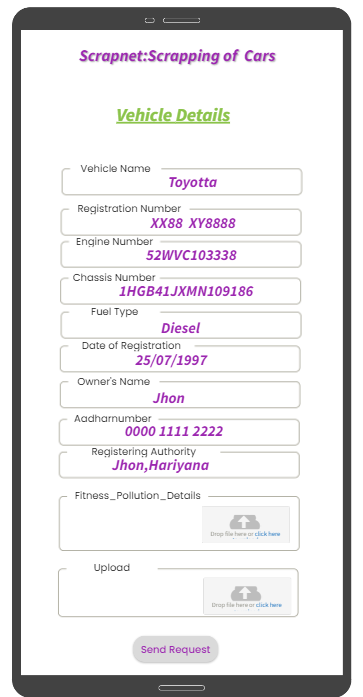 Scrapnet:Scrapping of Cars
Vehicle Details
Vehicle Name
Toyotta
Registration Number
XX88 XY8888
Engine Number
52WVC103338
Chassis Number
1HGB41JXMN109186
Fuel Type
Diesel
Date of Registration
25/07/1997
Owner's Name
Jhon
Aadharnumber
0000 1111 2222
Registering Authority
Jhon,Hariyana
Fitness_Pollution_Details
Drop file here or click here
Upload
Drop file here or click here
Send Request